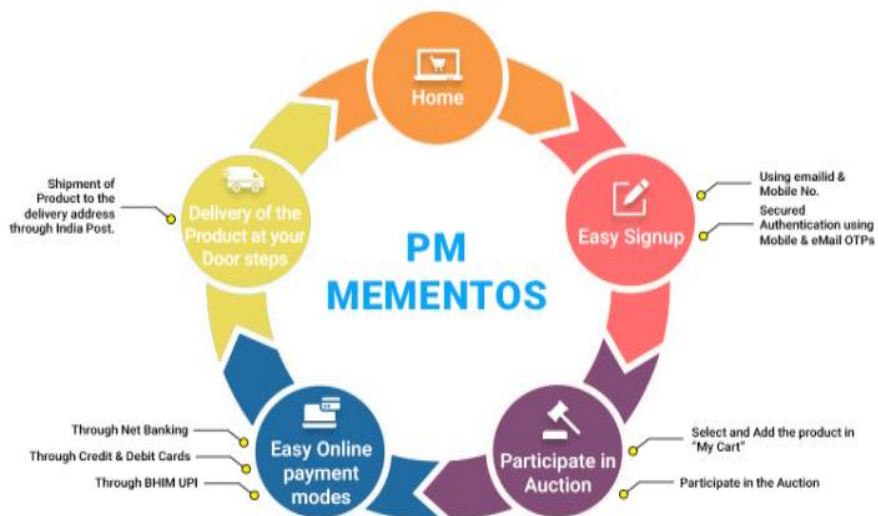 Home
Easy Signup
Using emailid &
Mobile No.
Secured
Authentication using
Mobile & eMail OTPs
Participate in
Auction
Select and Add the product in
“My Cart”
Participate in the Auction
Easy Online
payment
modes
Through Net Banking
Through Credit & Debit Cards
Through BHIM UPI
Delivery of the
Product at your
Door steps
Shipment of
Product to the
delivery address
through India Post.
PM
MEMENTOS